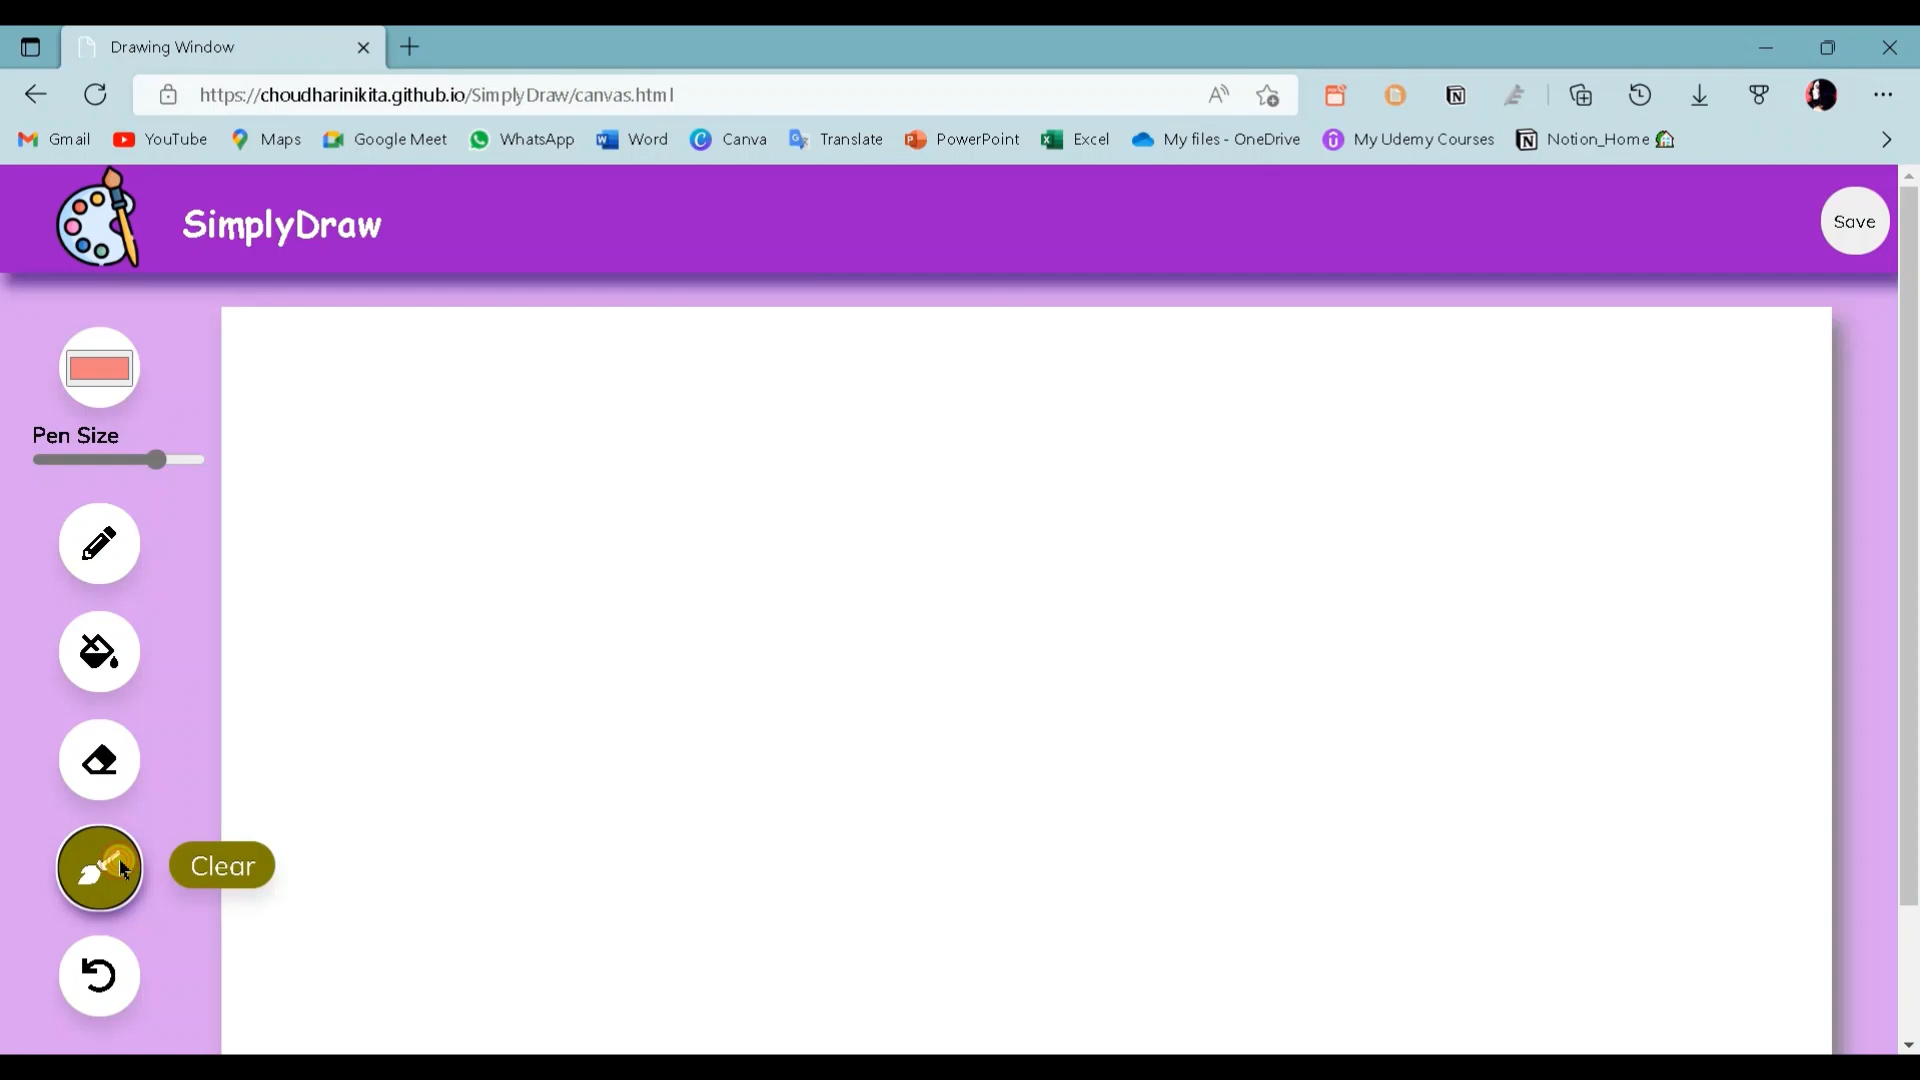 Drawing Window
https://choudharinikita.github.io/SimplyDraw/canvas.html
Gmail YouTube Maps Google Meet WhatsApp Word Canva Translate PowerPoint Excel My files - OneDrive My Udemy Courses Notion_Home
SimplyDraw
Save
Pen Size
Clear